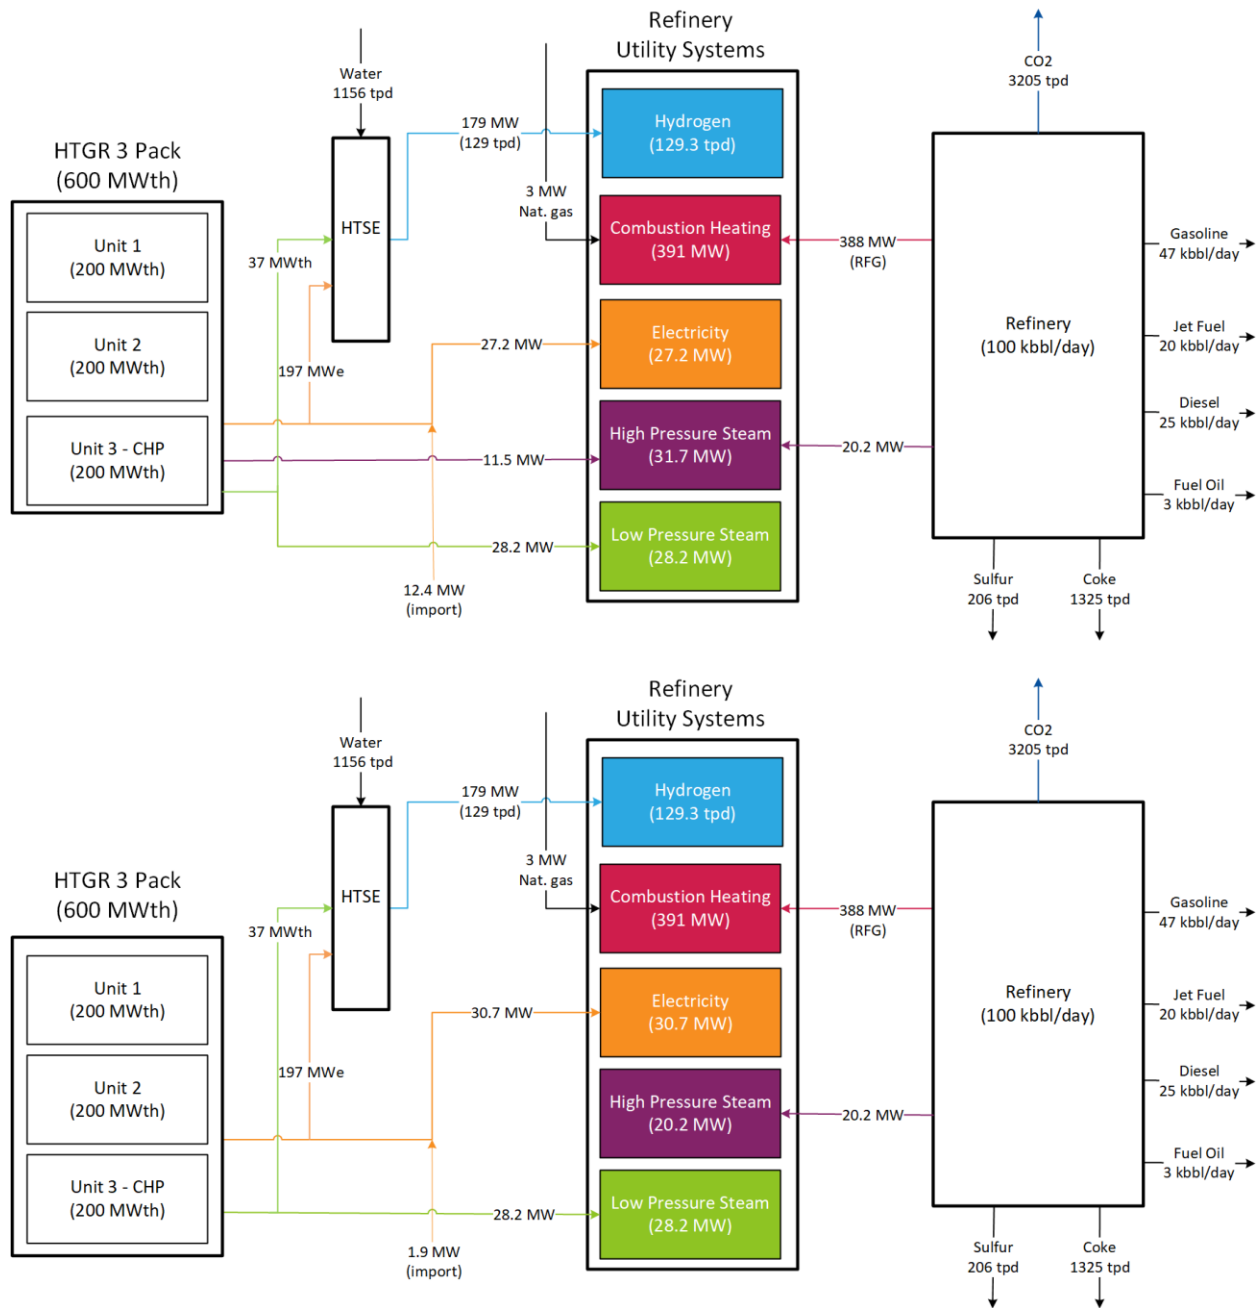 Refinery
Utility Systems
CO2
3205 tpd
Water
1156 tpd
179 MW
(129 tpd)
Hydrogen
(129.3 tpd)
HTGR 3 Pack
(600 MWth)
3 MW
Nat. gas
HTSE
Combustion Heating
(391 MW)
388 MW
(RFG)
Gasoline
47 kbbl/day
Unit 1
(200 MWth)
37 MWth
Unit 2
(200 MWth)
Electricity
(27.2 MW)
27.2 MW
Refinery
(100 kbbl/day)
Jet Fuel
20 kbbl/day
197 MWe
Diesel
25 kbbl/day
Unit 3 - CHP
(200 MWth)
11.5 MW
High Pressure Steam
(31.7 MW)
20.2 MW
Fuel Oil
3 kbbl/day
28.2 MW
Low Pressure Steam
(28.2 MW)
12.4 MW
(import)
Sulfur
206 tpd
Coke
1325 tpd
Refinery
Utility Systems
CO2
3205 tpd
Water
1156 tpd
179 MW
(129 tpd)
Hydrogen
(129.3 tpd)
HTGR 3 Pack
(600 MWth)
3 MW
Nat. gas
HTSE
Combustion Heating
(391 MW)
388 MW
(RFG)
Gasoline
47 kbbl/day
37 MWth
Unit 1
(200 MWth)
30.7 MW
Electricity
(30.7 MW)
Refinery
(100 kbbl/day)
Jet Fuel
20 kbbl/day
197 MWe
Unit 2
(200 MWth)
Diesel
25 kbbl/day
High Pressure Steam
(20.2 MW)
20.2 MW
Fuel Oil
3 kbbl/day
Unit 3 - CHP
(200 MWth)
28.2 MW
Low Pressure Steam
(28.2 MW)
1.9 MW
(import)
Sulfur
206 tpd
Coke
1325 tpd